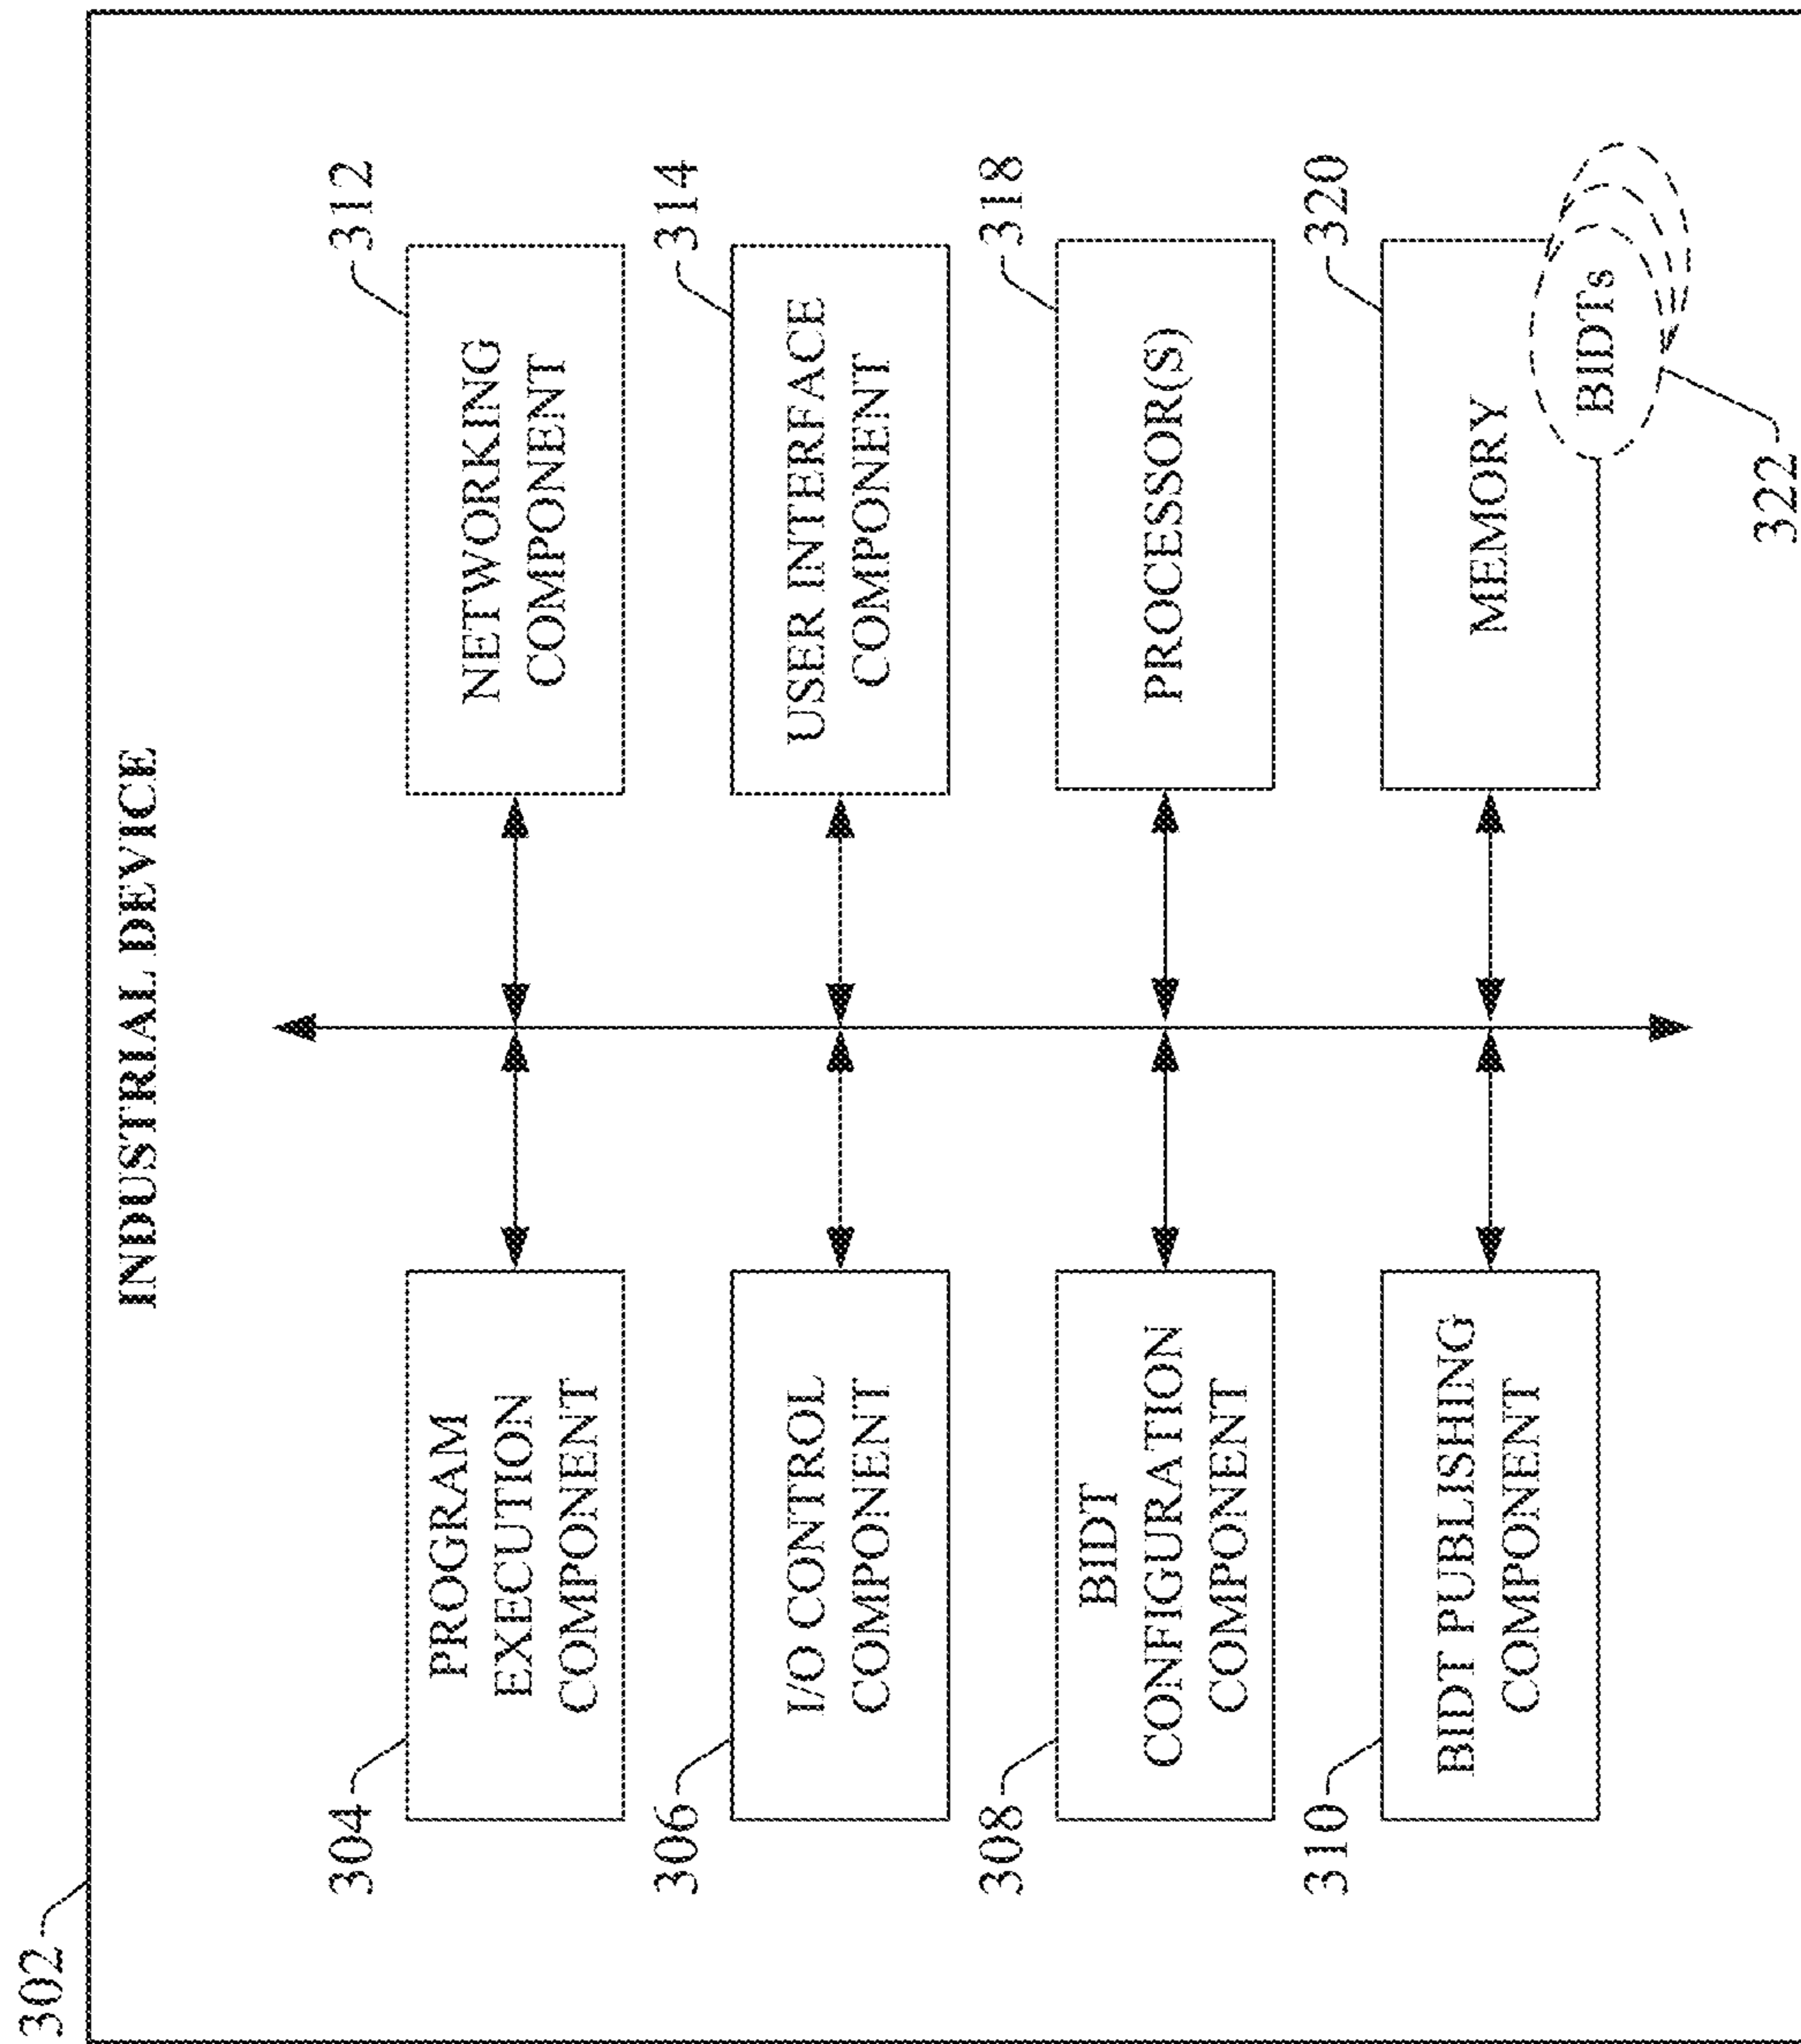 302
INDUSTRIAL DEVICE
304
PROGRAM
EXECUTION
COMPONENT
312
NETWORKING
COMPONENT
306
I/O CONTROL
COMPONENT
314
USER INTERFACE
COMPONENT
308
BIDT
CONFIGURATION
COMPONENT
318
PROCESSOR(S)
310
BIDT PUBLISHING
COMPONENT
320
MEMORY
BIDTs
322